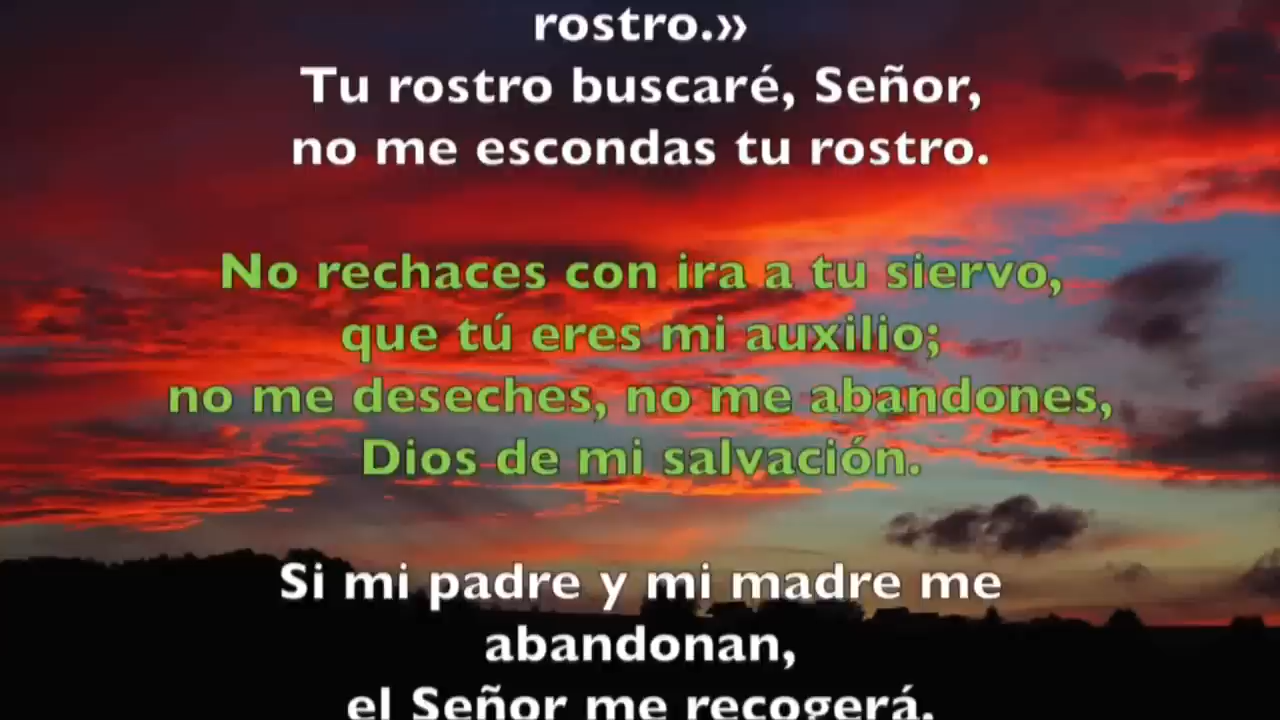 rostro.»
Tu rostro buscaré, Señor,
no me escondas tu rostro.
No rechaces con ira a tu siervo,
que tú eres mi auxilio;
no me deseches, no me abandones,
Dios de mi salvación.
Si mi padre y mi madre me
abandonan,
el Señor me recogerá.